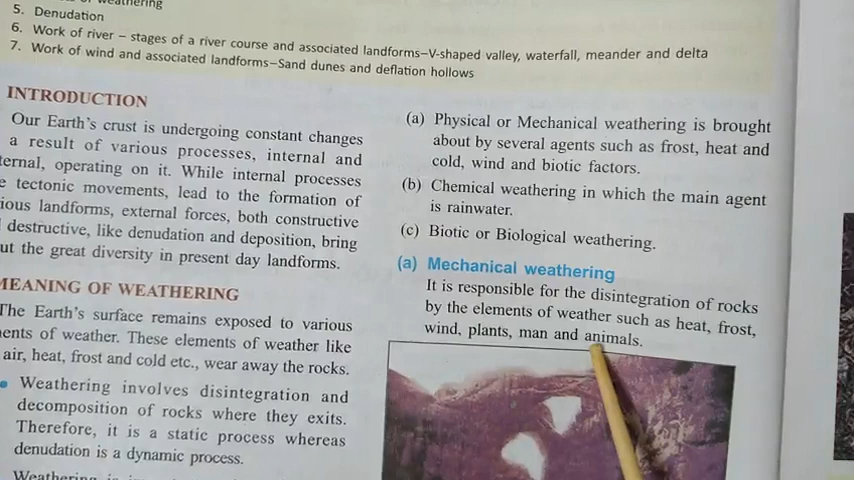 weathering
5. Denudation
6. Work of river – stages of a river course and associated landforms–V-shaped valley, waterfall, meander and delta
7. Work of wind and associated landforms–Sand dunes and deflation hollows
INTRODUCTION
Our Earth's crust is undergoing constant changes
a result of various processes, internal and
ternal, operating on it. While internal processes
e tectonic movements, lead to the formation of
ious landforms, external forces, both constructive
destructive, like denudation and deposition, bring
ut the great diversity in present day landforms.
MEANING OF WEATHERING
The Earth's surface remains exposed to various
ents of weather. These elements of weather like
air, heat, frost and cold etc., wear away the rocks.
• Weathering involves disintegration and
decomposition of rocks where they exits.
Therefore, it is a static process whereas
denudation is a dynamic process.
(a) Physical or Mechanical weathering is brought
about by several agents such as frost, heat and
cold, wind and biotic factors.
(b) Chemical weathering in which the main agent
is rainwater.
(c) Biotic or Biological weathering.
(a) Mechanical weathering
It is responsible for the disintegration of rocks
by the elements of weather such as heat, frost,
wind, plants, man and animals.